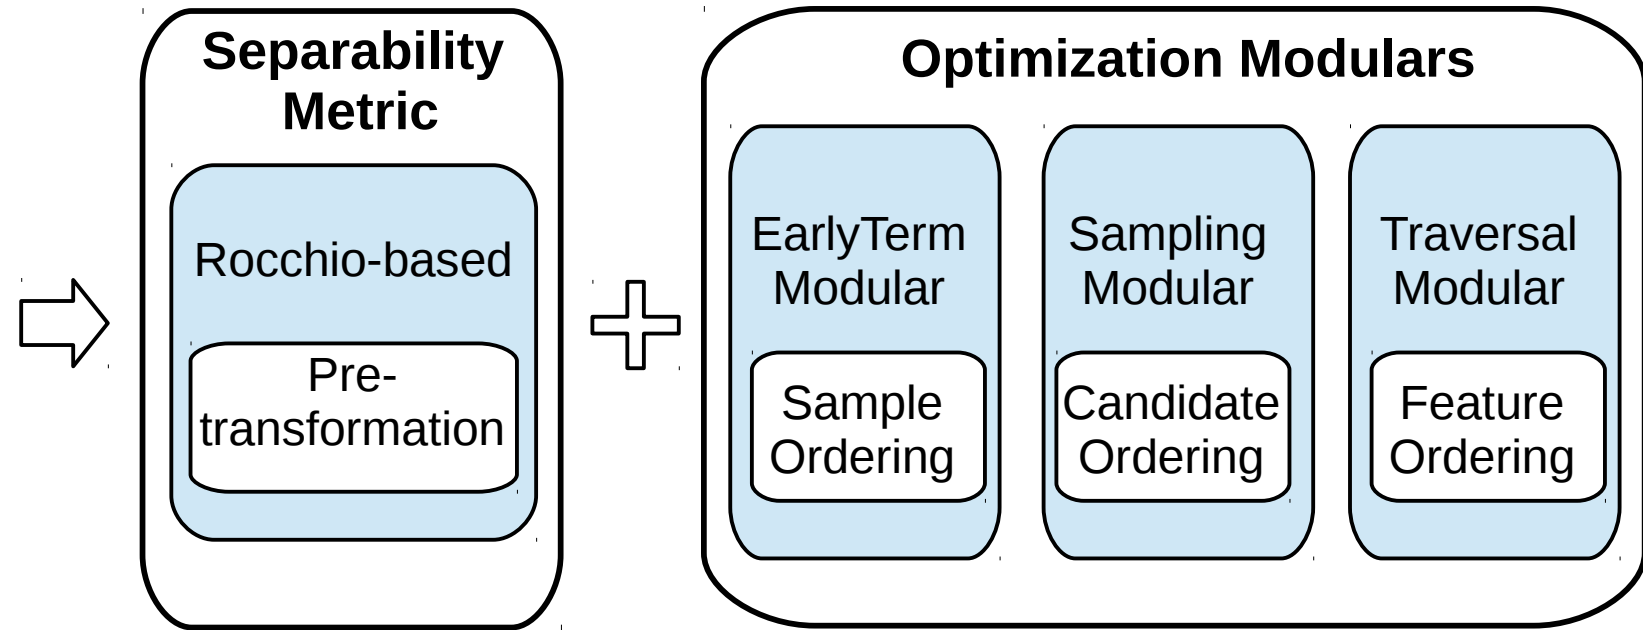 Separability
Metric
Rocchio-based
Pre-
transformation
Optimization Modulars
EarlyTerm
Modular
Sample
Ordering
Sampling
Modular
Candidate
Ordering
Traversal
Modular
Feature
Ordering